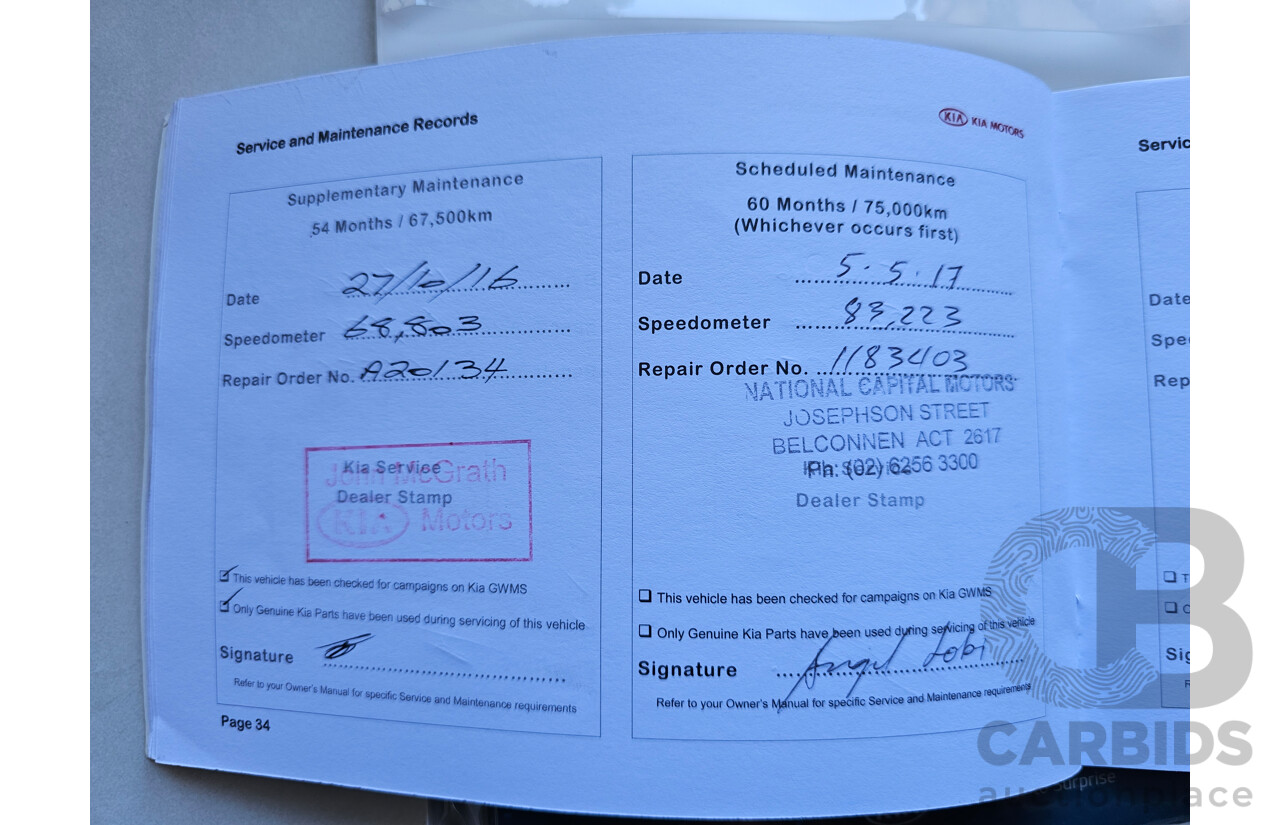 Service and Maintenance Records
KIA KIA MOTORS
Supplementary Maintenance
54 Months / 67,500km
Date 27/10/16
Speedometer 68,803
Repair Order No. A20134
John McGrath
Kia Service
Dealer Stamp
KIA Motors
This vehicle has been checked for campaigns on Kia GWMS
Only Genuine Kia Parts have been used during servicing of this vehicle
Signature
Refer to your Owner's Manual for specific Service and Maintenance requirements
Page 34
Scheduled Maintenance
60 Months / 75,000km
(Whichever occurs first)
Date 5.5.17
Speedometer 83,223
Repair Order No. 1183403
NATIONAL CAPITAL MOTORS
JOSEPHSON STREET
BELCONNEN ACT 2617
Ph: (02) 6256 3300
Dealer Stamp
This vehicle has been checked for campaigns on Kia GWMS
Only Genuine Kia Parts have been used during servicing of this vehicle
Signature Angel
Refer to your Owner's Manual for specific Service and Maintenance requirements
Servic
Date
Spee
Rep
Sig
CB
CARBIDS
auctionplace